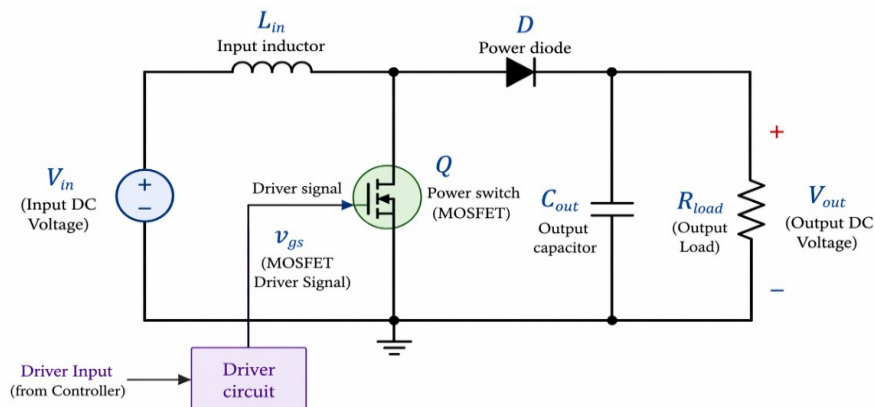 L_in
Input inductor
D
Power diode
V_in
(Input DC
Voltage)
+
−
Driver signal
v_gs
(MOSFET
Driver Signal)
Q
Power switch
(MOSFET)
C_out
Output
capacitor
R_load
(Output
Load)
+
V_out
(Output DC
Voltage)
−
Driver Input
(from Controller)
Driver
circuit